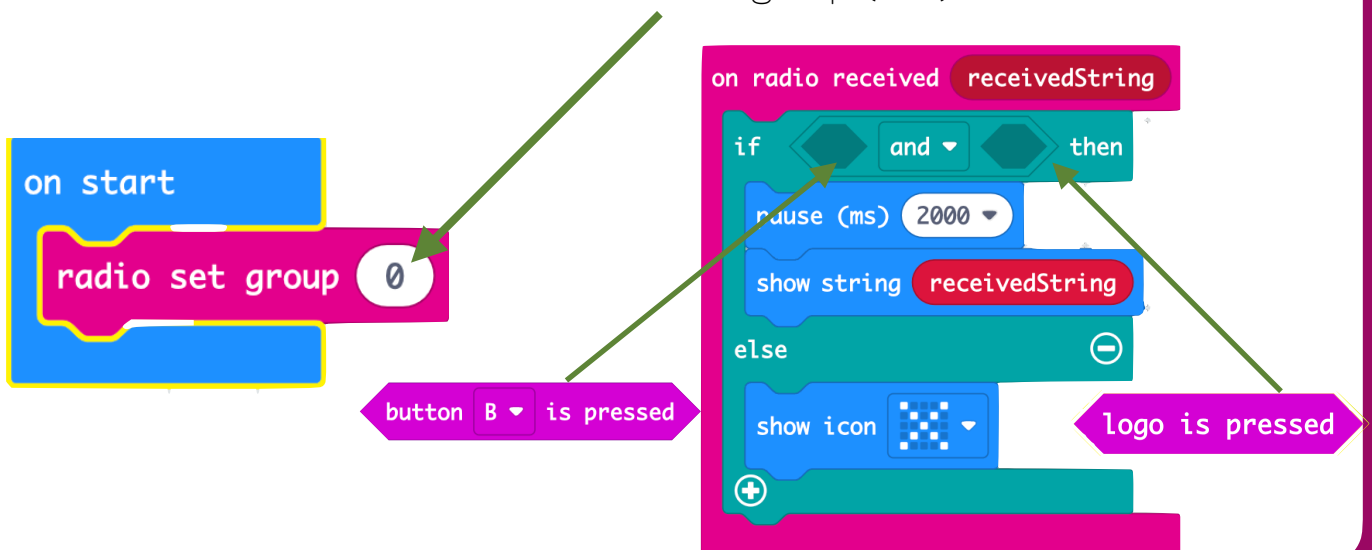 on start
radio set group 0
button B is pressed
on radio received receivedString
if and then
pause (ms) 2000
show string receivedString
else
show icon
logo is pressed